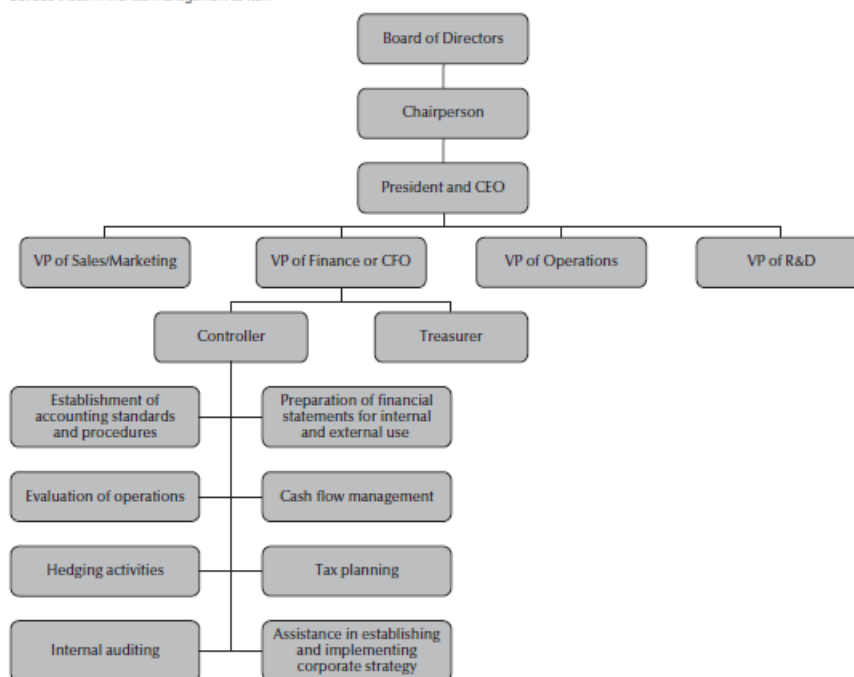 Board of Directors
Chairperson
President and CEO
VP of Sales/Marketing
VP of Finance or CFO
VP of Operations
VP of R&D
Controller
Treasurer
Establishment of
accounting standards
and procedures
Preparation of financial
statements for internal
and external use
Evaluation of operations
Cash flow management
Hedging activities
Tax planning
Internal auditing
Assistance in establishing
and implementing
corporate strategy